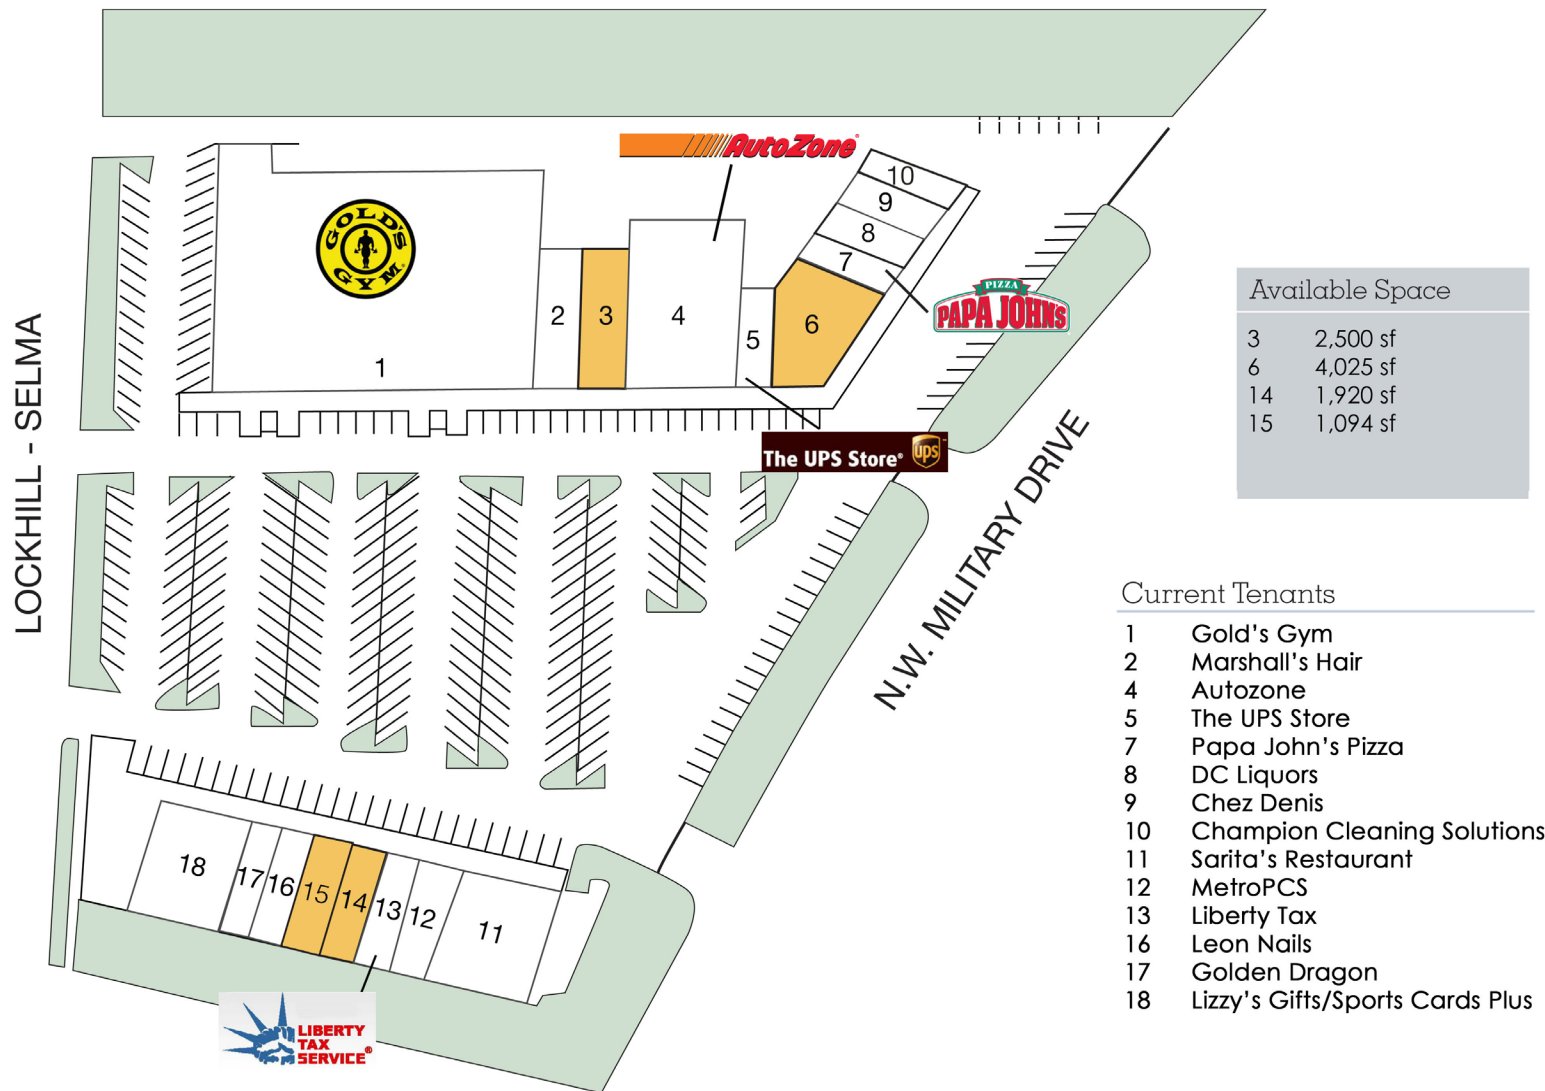 AutoZone
GOLD'S
GYM
10
9
8
7
PIZZA
PAPA JOHN'S
1
2
3
4
5
6
The UPS Store
ups
LOCKHILL - SELMA
N.W. MILITARY DRIVE
18
17
16
15
14
13
12
11
LIBERTY
TAX
SERVICE®
Available Space
3 2,500 sf
6 4,025 sf
14 1,920 sf
15 1,094 sf
Current Tenants
1 Gold's Gym
2 Marshall's Hair
4 Autozone
5 The UPS Store
7 Papa John's Pizza
8 DC Liquors
9 Chez Denis
10 Champion Cleaning Solutions
11 Sarita's Restaurant
12 MetroPCS
13 Liberty Tax
16 Leon Nails
17 Golden Dragon
18 Lizzy's Gifts/Sports Cards Plus